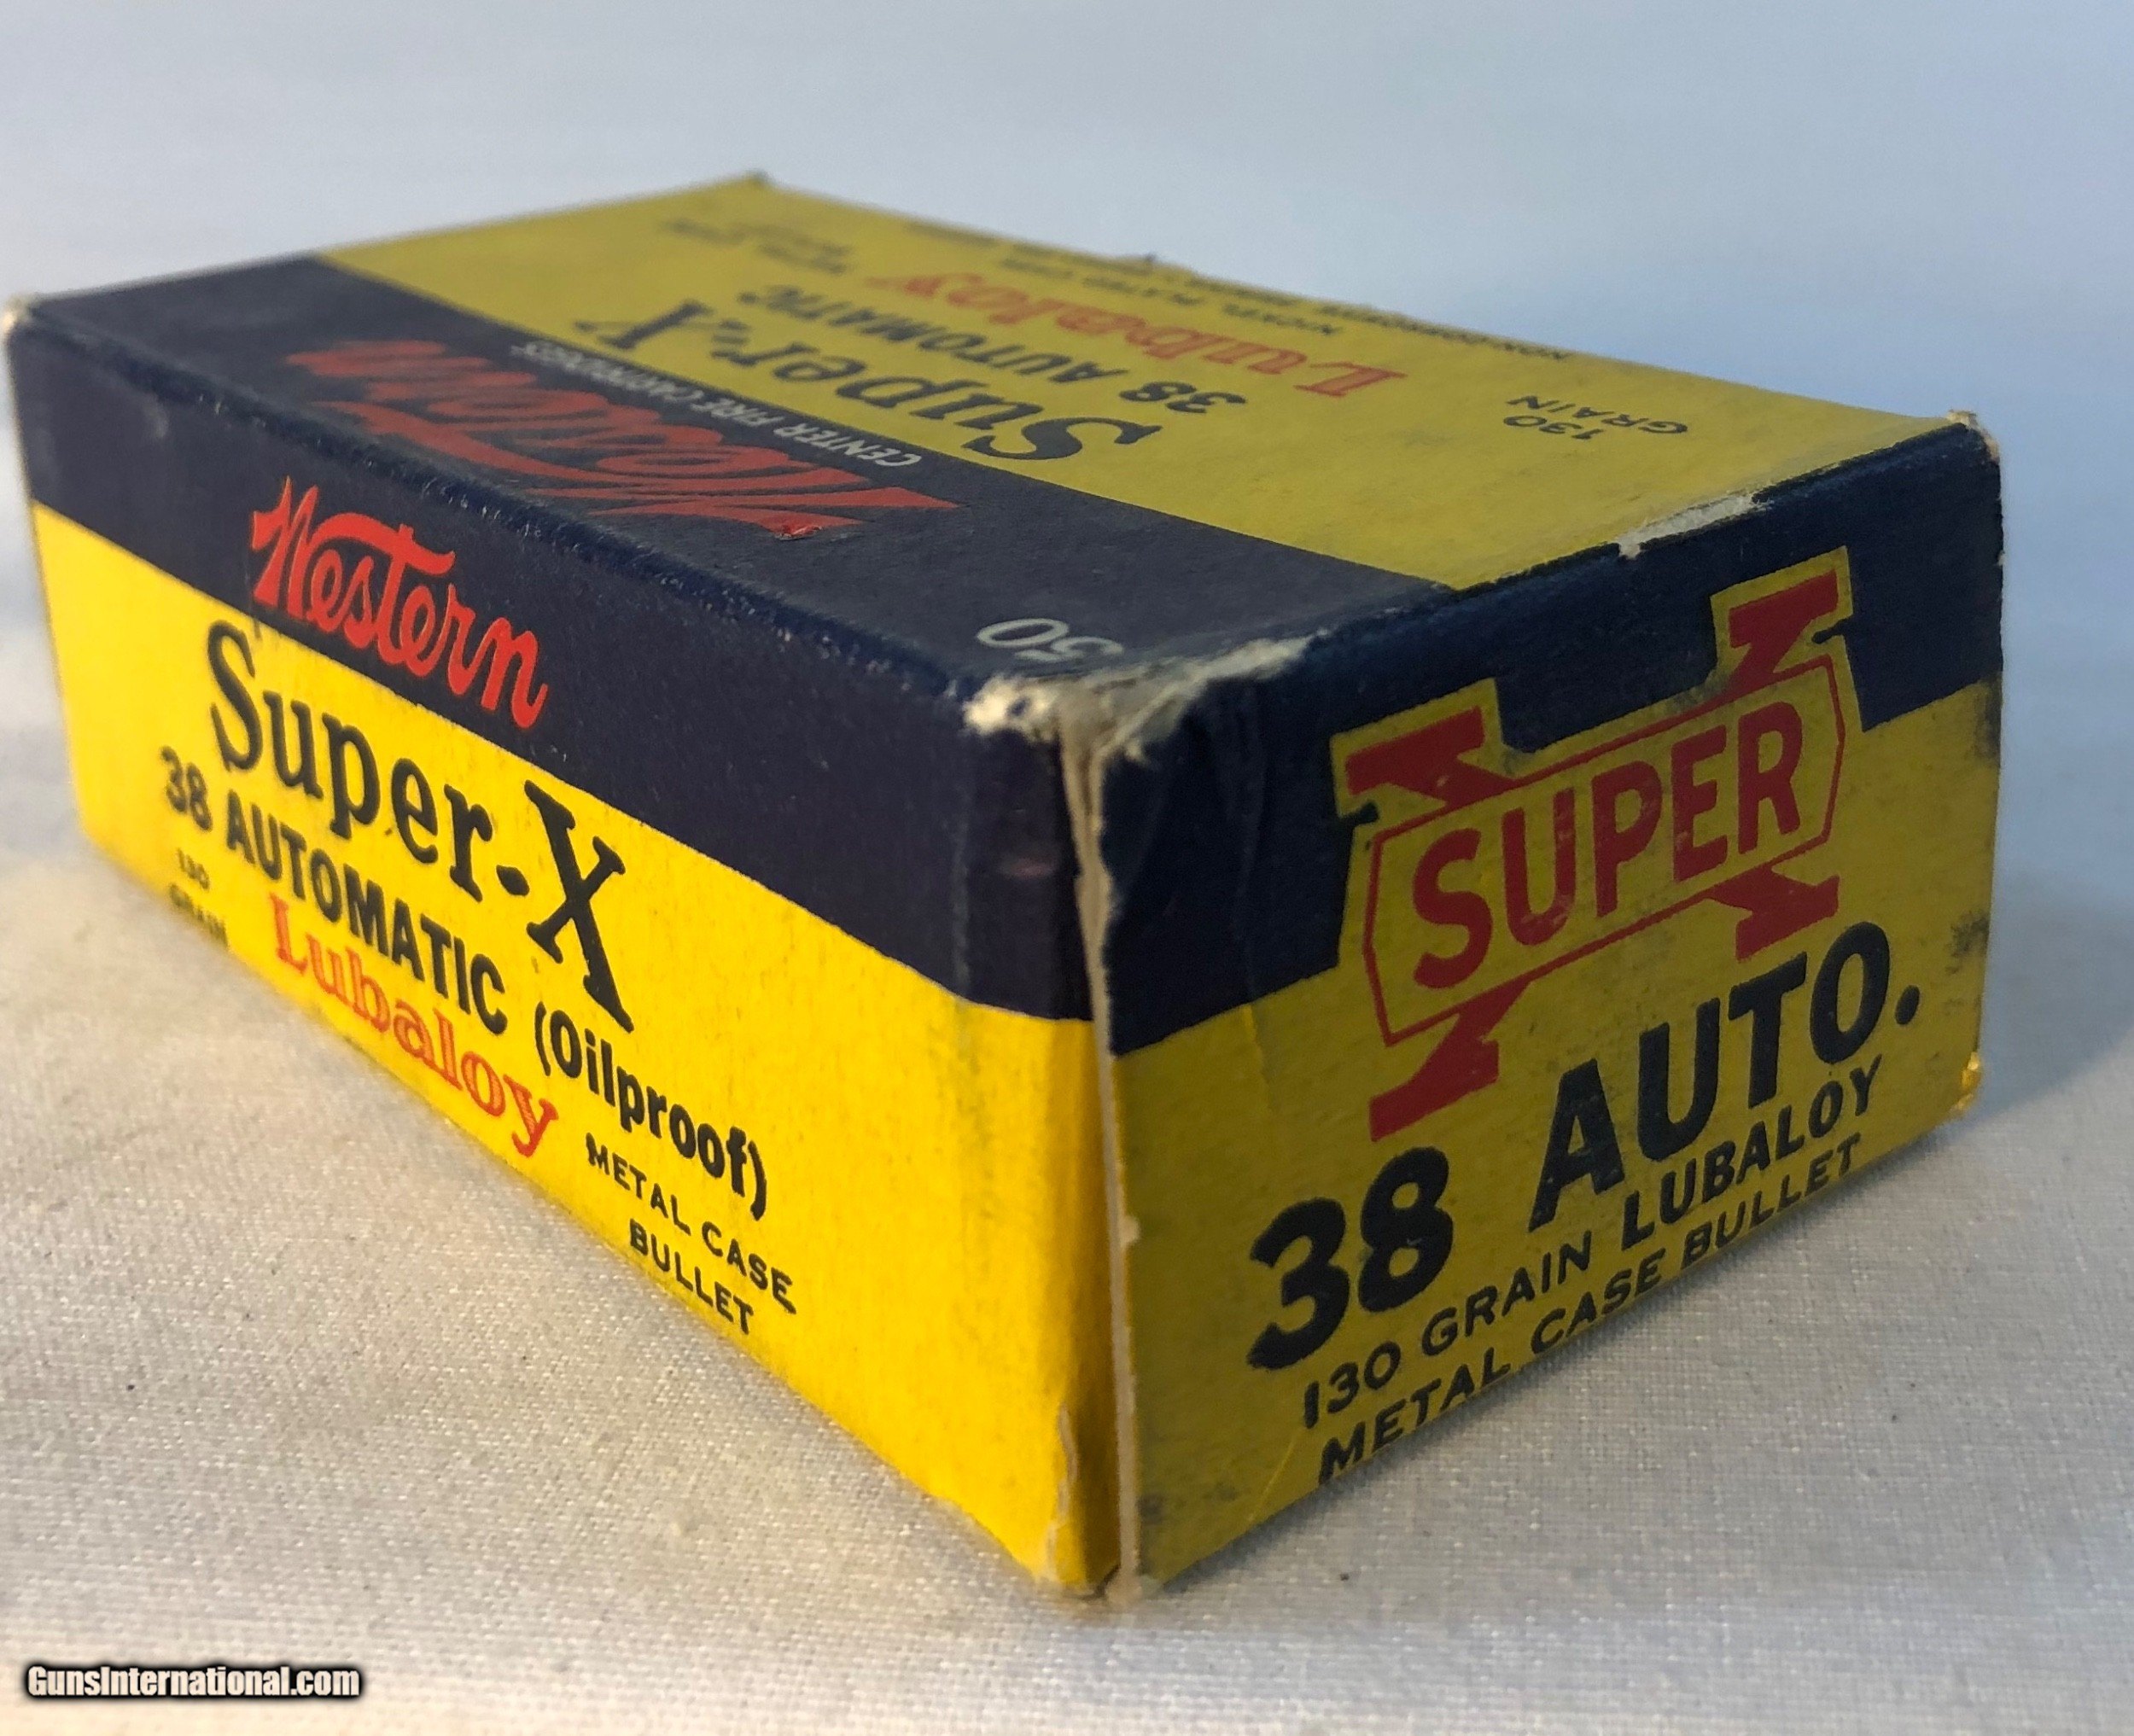 Western
CENTER FIRE CARTRIDGES
50
Super-X
38 AUTOMATIC
Lubaloy
130
GRAIN
Western
Super-X
38 AUTOMATIC (Oilproof)
130
GRAIN
Lubaloy
METAL CASE
BULLET
SUPER
X
38 AUTO.
130 GRAIN LUBALOY
METAL CASE BULLET
GunsInternational.com